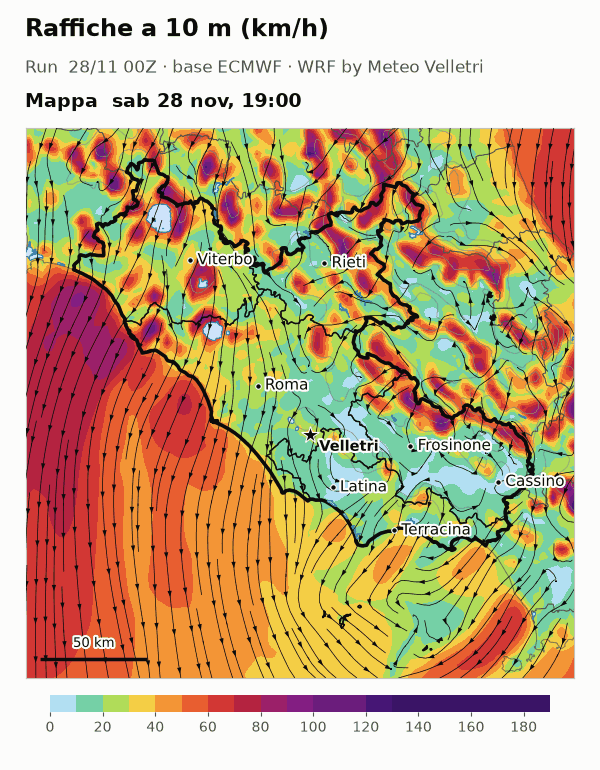 Raffiche a 10 m (km/h)
Run  28/11 00Z · base ECMWF · WRF by Meteo Velletri
Mappa  sab 28 nov, 19:00
Viterbo
Rieti
Roma
Velletri
Frosinone
Latina
Cassino
Terracina
50 km
0 20 40 60 80 100 120 140 160 180